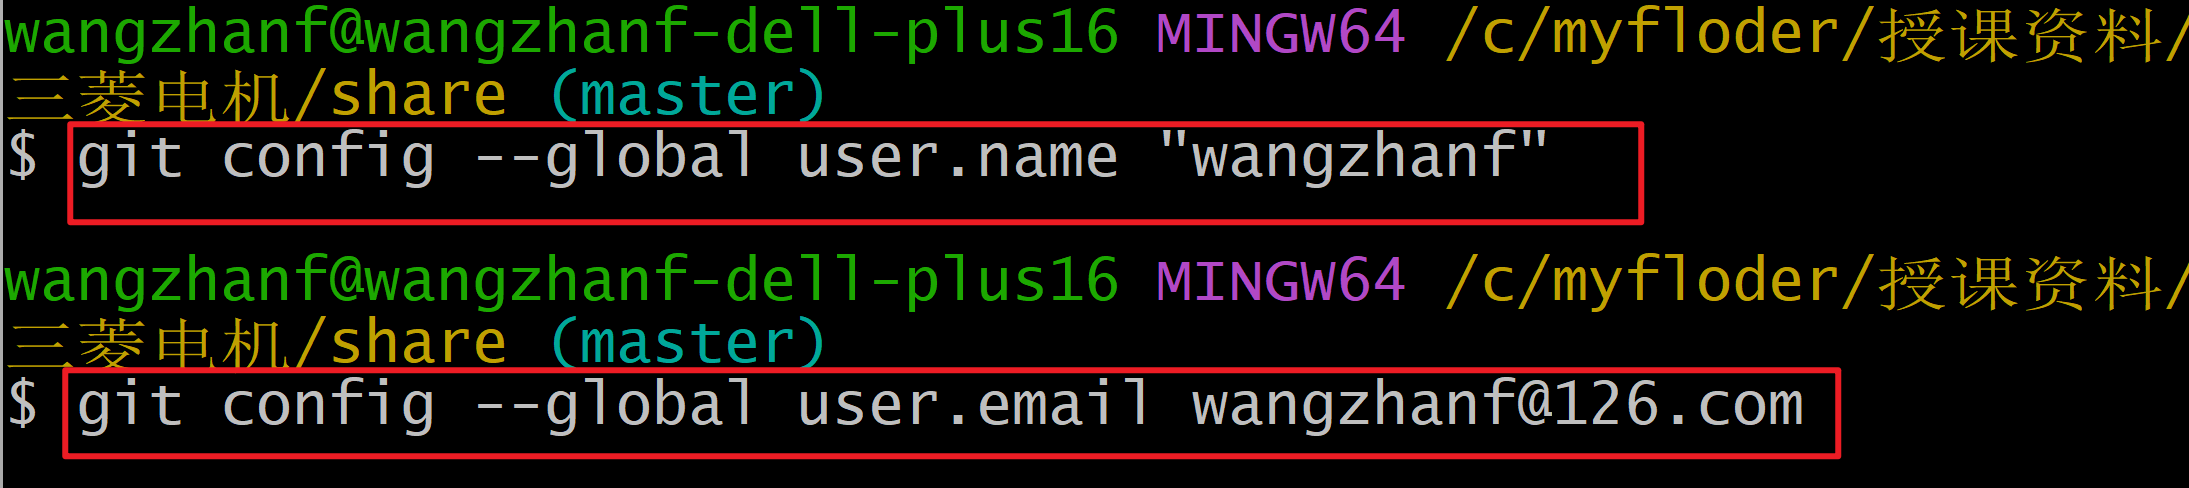 wangzhanf@wangzhanf-dell-plus16 MINGW64 /c/myfloder/授课资料/
三菱电机/share (master)
$ git config --global user.name "wangzhanf"
wangzhanf@wangzhanf-dell-plus16 MINGW64 /c/myfloder/授课资料/
三菱电机/share (master)
$ git config --global user.email wangzhanf@126.com